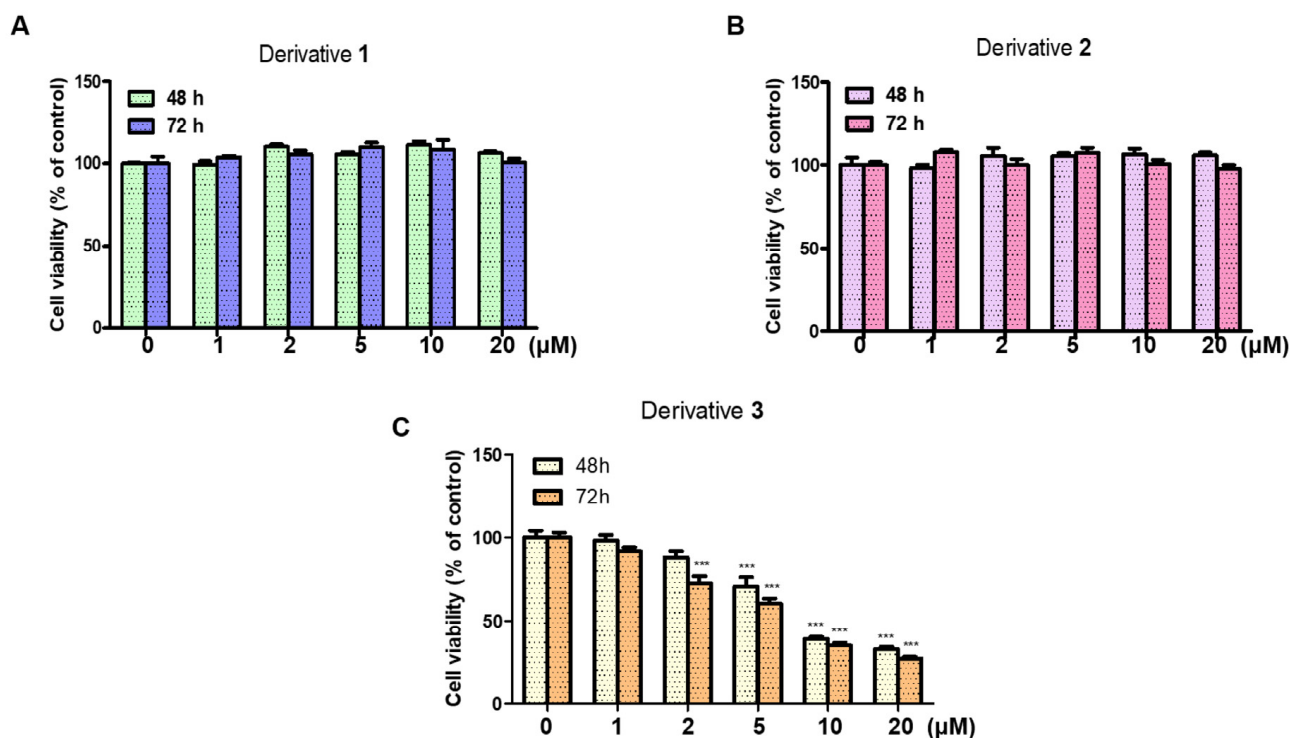 A
Derivative 1
Cell viability (% of control)
150
100
50
0
48 h
72 h
0 1 2 5 10 20 (µM)
B
Derivative 2
Cell viability (% of control)
150
100
50
0
48 h
72 h
0 1 2 5 10 20 (µM)
C
Derivative 3
Cell viability (% of control)
150
100
50
0
48h
72h
*** *** *** *** *** *** ***
0 1 2 5 10 20 (µM)